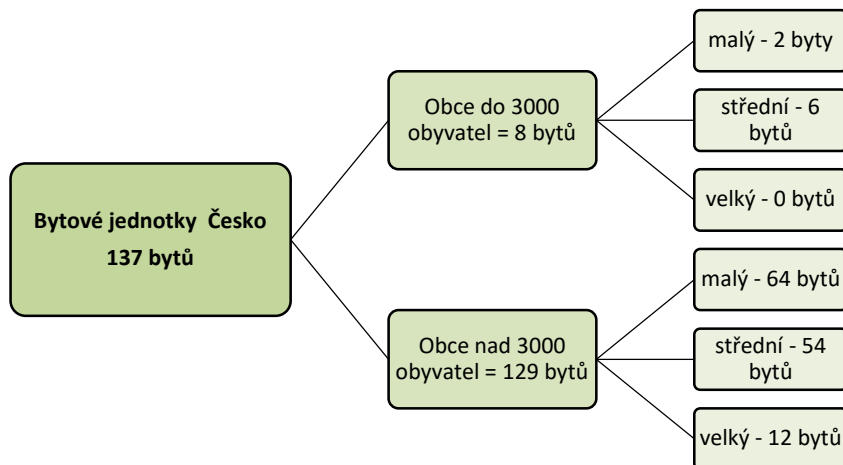 Bytové jednotky Česko
137 bytů
Obce do 3000
obyvatel = 8 bytů
malý - 2 byty
střední - 6
bytů
velký - 0 bytů
Obce nad 3000
obyvatel = 129 bytů
malý - 64 bytů
střední - 54
bytů
velký - 12 bytů